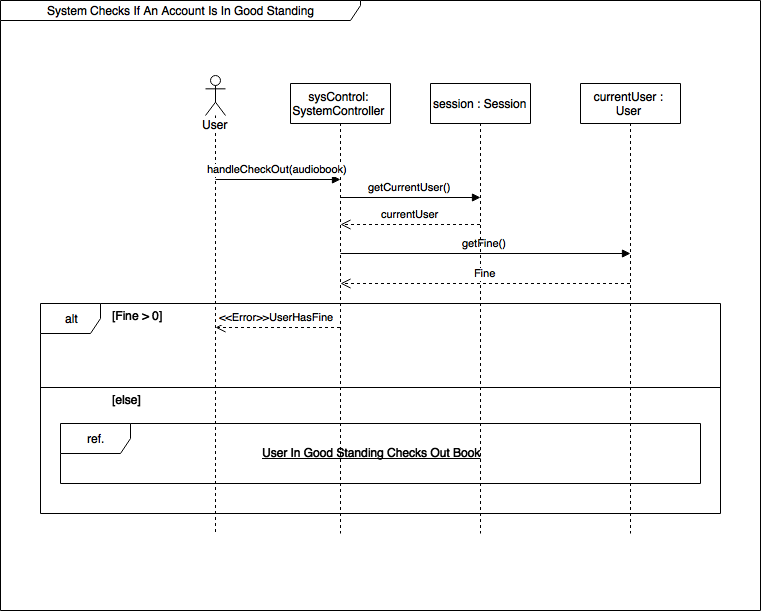 System Checks If An Account Is In Good Standing
User
sysControl:
SystemController
session : Session
currentUser :
User
handleCheckOut(audiobook)
getCurrentUser()
currentUser
getFine()
Fine
alt
[Fine > 0]
<<Error>>UserHasFine
[else]
ref.
User In Good Standing Checks Out Book